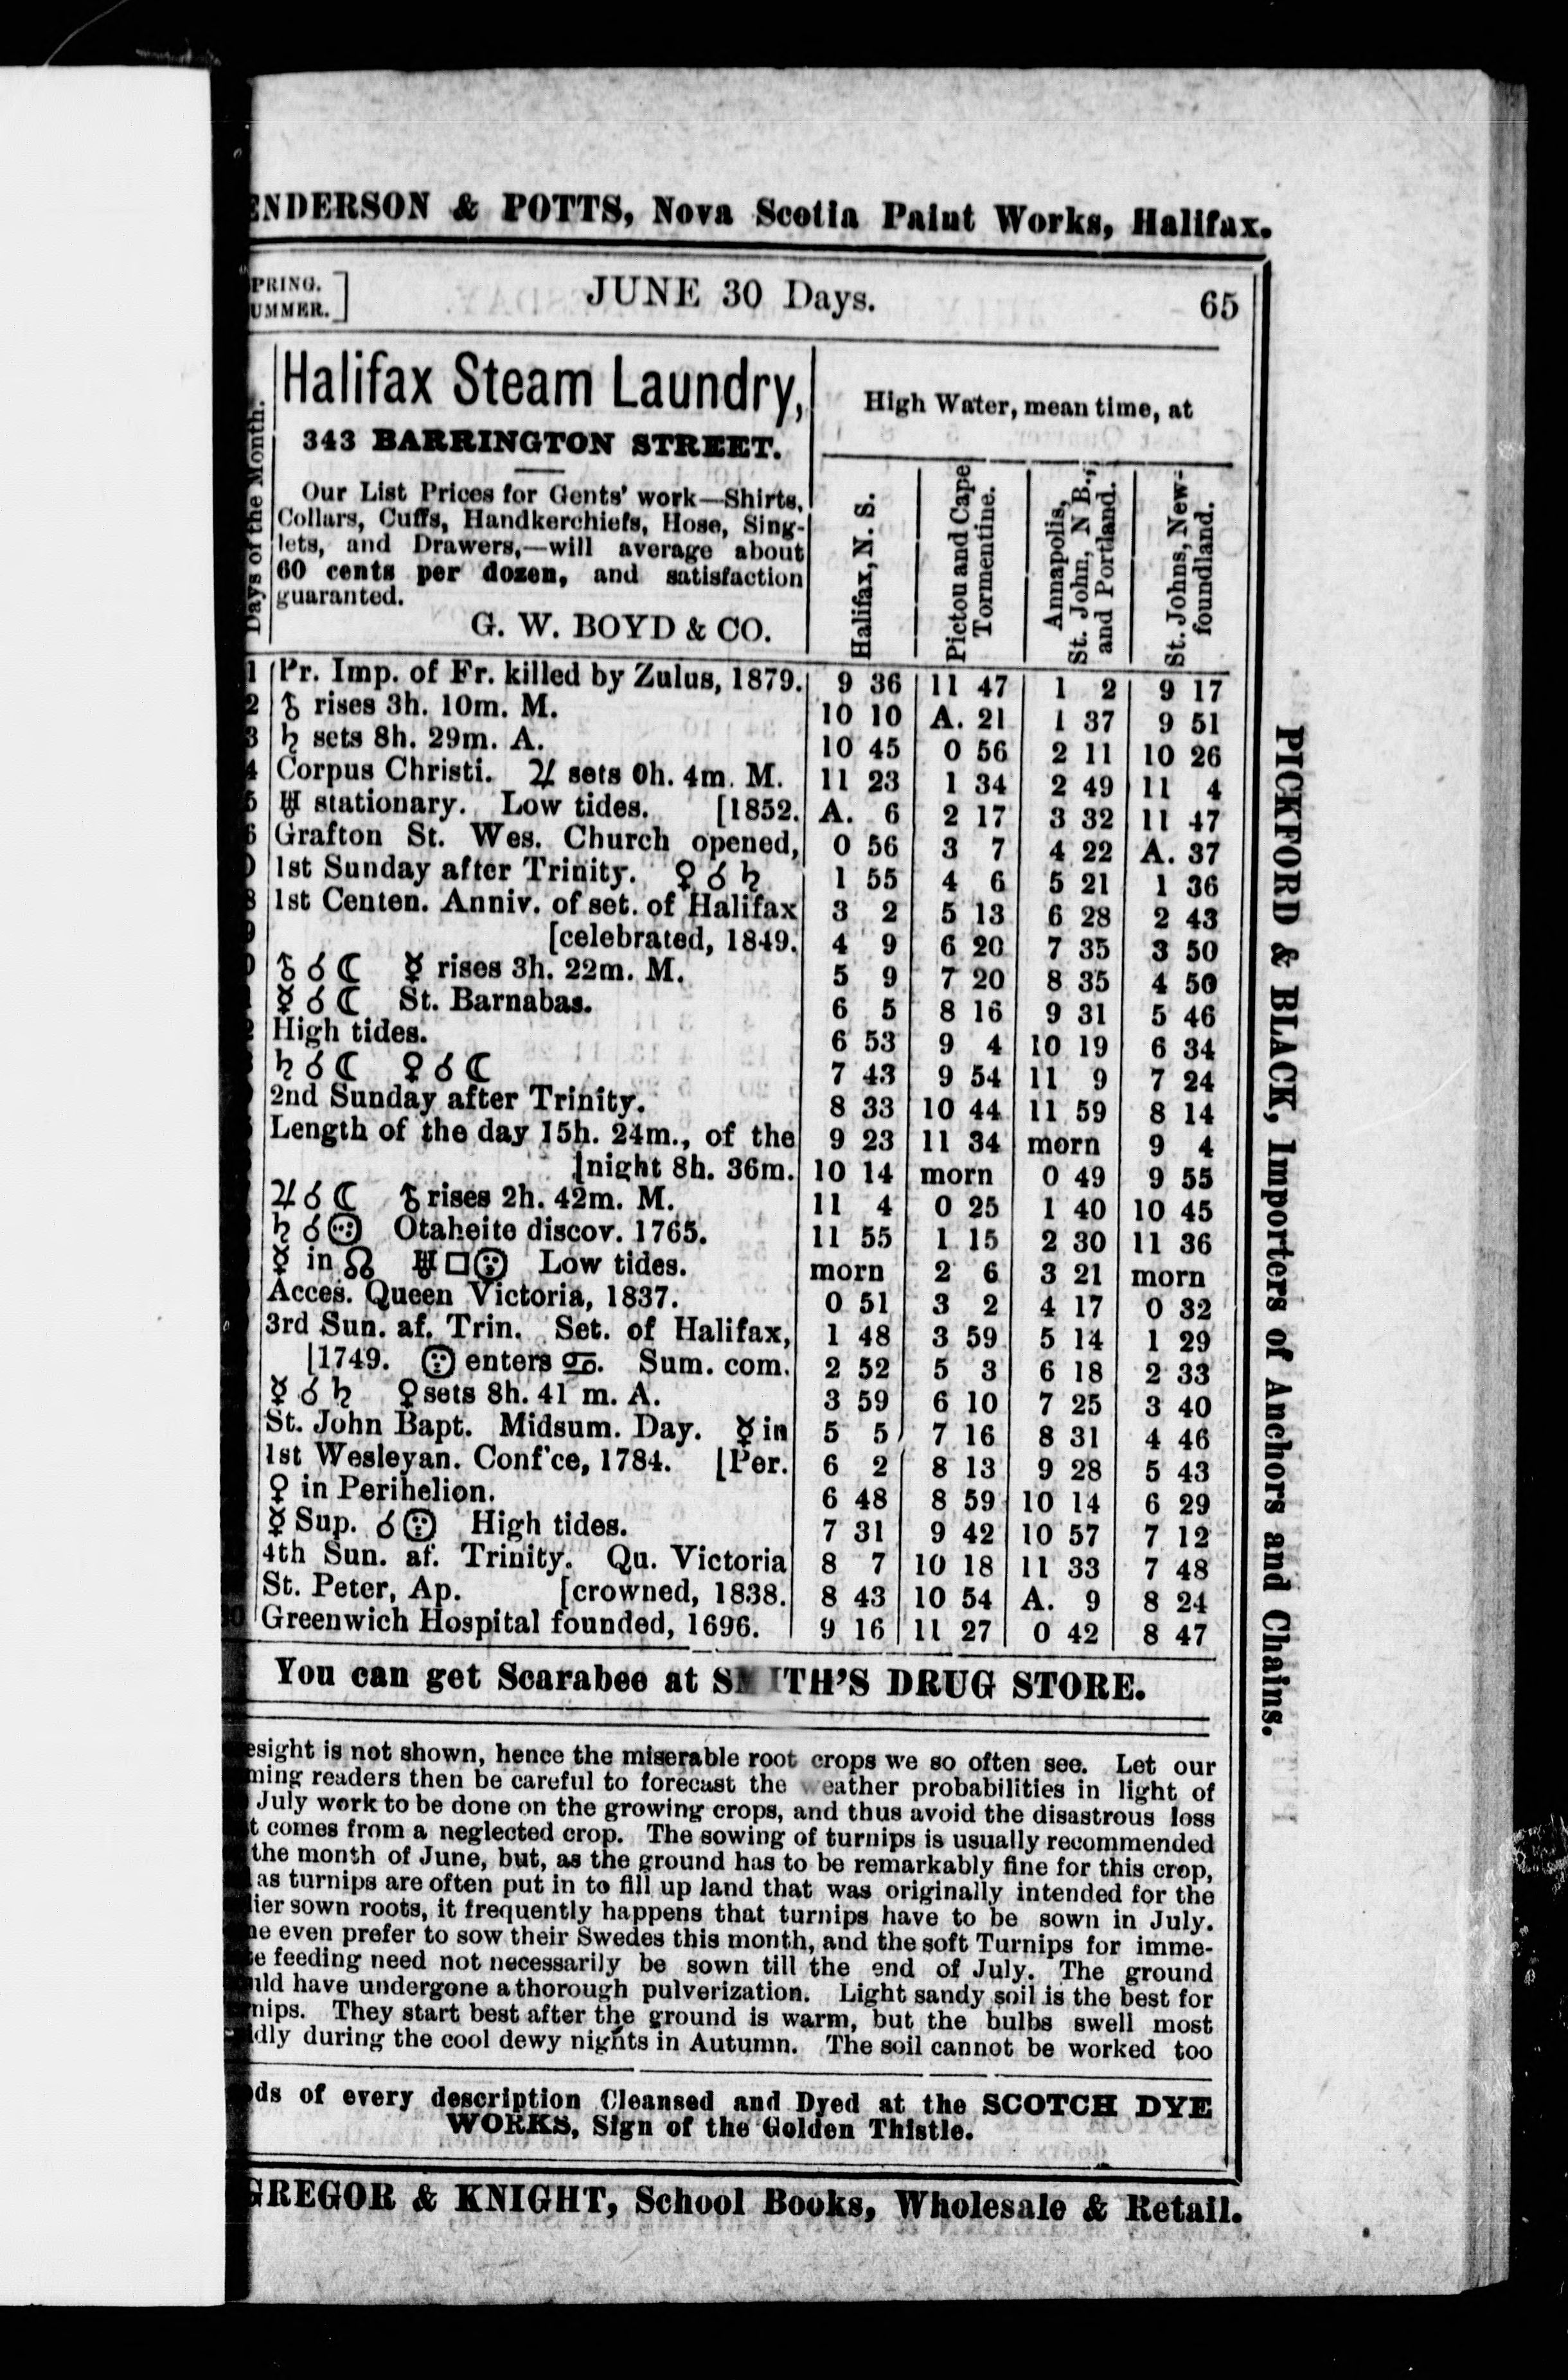 ENDERSON & POTTS, Nova Scotia Paint Works, Halifax.
PRING.
UMMER.]
JUNE 30 Days.
65
Days of the Month.
Halifax Steam Laundry,
343 BARRINGTON STREET.
Our List Prices for Gents' work—Shirts,
Collars, Cuffs, Handkerchiefs, Hose, Sing-
lets, and Drawers,—will average about
60 cents per dozen, and satisfaction
guaranted.
G. W. BOYD & CO.
High Water, mean time, at
Halifax, N. S.
Pictou and Cape
Tormentine.
Annapolis,
St. John, N B.,
and Portland.
St. Johns, New-
foundland.
1 Pr. Imp. of Fr. killed by Zulus, 1879. 9 36 11 47 1 2 9 17
2 ♂ rises 3h. 10m. M. 10 10 A. 21 1 37 9 51
3 ♄ sets 8h. 29m. A. 10 45 0 56 2 11 10 26
4 Corpus Christi. ♃ sets 0h. 4m. M. 11 23 1 34 2 49 11 4
5 ♅ stationary. Low tides. [1852. A. 6 2 17 3 32 11 47
6 Grafton St. Wes. Church opened, 0 56 3 7 4 22 A. 37
1st Sunday after Trinity. ♀ ☌ ♄ 1 55 4 6 5 21 1 36
8 1st Centen. Anniv. of set. of Halifax 3 2 5 13 6 28 2 43
9 [celebrated, 1849. 4 9 6 20 7 35 3 50
0 ♂ ☌ ☾ ☿ rises 3h. 22m. M. 5 9 7 20 8 35 4 50
☿ ☌ ☾ St. Barnabas. 6 5 8 16 9 31 5 46
High tides. 6 53 9 4 10 19 6 34
♄ ☌ ☾ ♀ ☌ ☾ 7 43 9 54 11 9 7 24
2nd Sunday after Trinity. 8 33 10 44 11 59 8 14
Length of the day 15h. 24m., of the 9 23 11 34 morn 9 4
[night 8h. 36m. 10 14 morn 0 49 9 55
♃ ☌ ☾ ♂ rises 2h. 42m. M. 11 4 0 25 1 40 10 45
♄ ☌ ☉ Otaheite discov. 1765. 11 55 1 15 2 30 11 36
☿ in ☊ ♅ □ ☉ Low tides. morn 2 6 3 21 morn
Acces. Queen Victoria, 1837. 0 51 3 2 4 17 0 32
3rd Sun. af. Trin. Set. of Halifax, 1 48 3 59 5 14 1 29
[1749. ☉ enters ♋. Sum. com. 2 52 5 3 6 18 2 33
☿ ☌ ♄ ♀ sets 8h. 41 m. A. 3 59 6 10 7 25 3 40
St. John Bapt. Midsum. Day. ☿ in 5 5 7 16 8 31 4 46
1st Wesleyan. Conf'ce, 1784. [Per. 6 2 8 13 9 28 5 43
♀ in Perihelion. 6 48 8 59 10 14 6 29
☿ Sup. ☌ ☉ High tides. 7 31 9 42 10 57 7 12
4th Sun. af. Trinity. Qu. Victoria 8 7 10 18 11 33 7 48
St. Peter, Ap. [crowned, 1838. 8 43 10 54 A. 9 8 24
0 Greenwich Hospital founded, 1696. 9 16 11 27 0 42 8 47
You can get Scarabee at SMITH'S DRUG STORE.
esight is not shown, hence the miserable root crops we so often see. Let our
ming readers then be careful to forecast the weather probabilities in light of
July work to be done on the growing crops, and thus avoid the disastrous loss
t comes from a neglected crop. The sowing of turnips is usually recommended
the month of June, but, as the ground has to be remarkably fine for this crop,
as turnips are often put in to fill up land that was originally intended for the
lier sown roots, it frequently happens that turnips have to be sown in July.
me even prefer to sow their Swedes this month, and the soft Turnips for imme-
te feeding need not necessarily be sown till the end of July. The ground
uld have undergone a thorough pulverization. Light sandy soil is the best for
rnips. They start best after the ground is warm, but the bulbs swell most
idly during the cool dewy nights in Autumn. The soil cannot be worked too
ods of every description Cleansed and Dyed at the SCOTCH DYE
WORKS, Sign of the Golden Thistle.
GREGOR & KNIGHT, School Books, Wholesale & Retail.
PICKFORD & BLACK, Importers of Anchors and Chains.